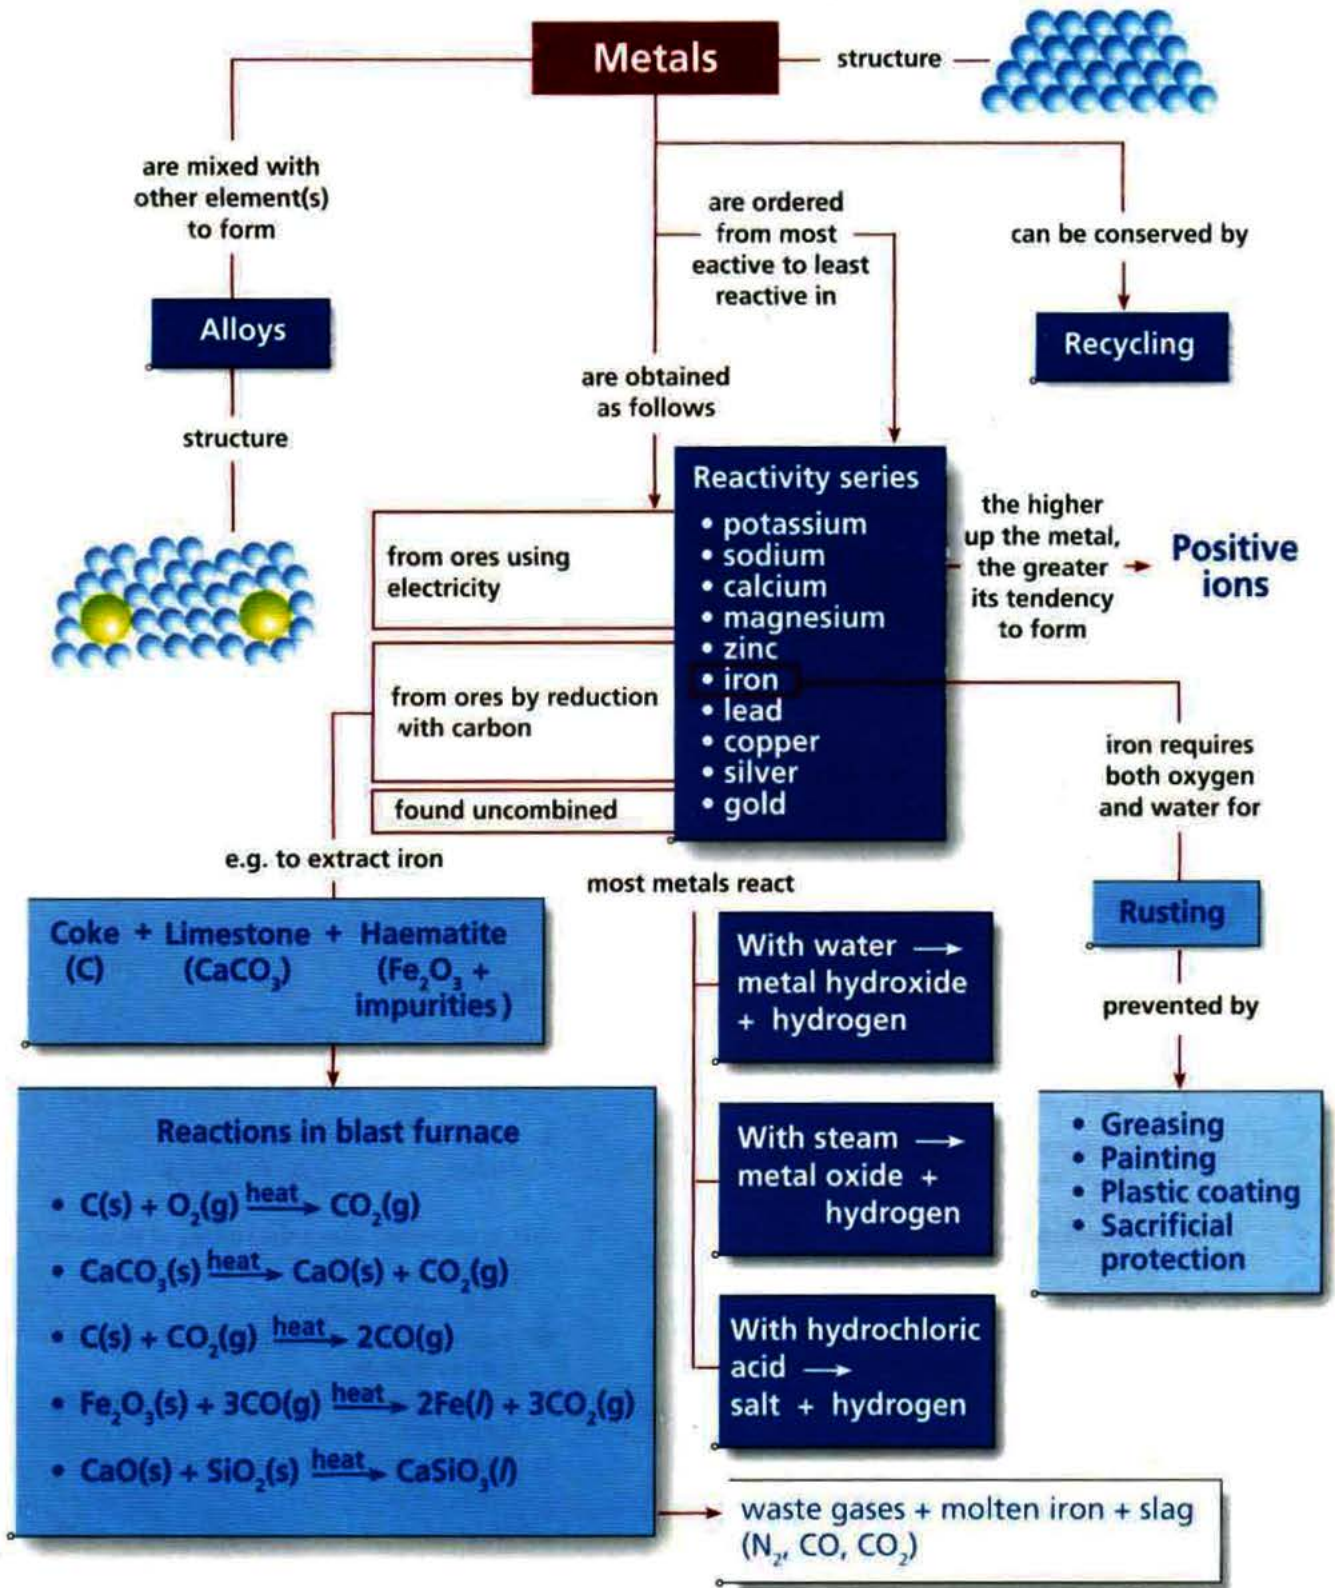 Metals
structure
are mixed with
other element(s)
to form
are ordered
from most
eactive to least
reactive in
can be conserved by
Alloys
Recycling
are obtained
as follows
structure
Reactivity series
• potassium
• sodium
• calcium
• magnesium
• zinc
• iron
• lead
• copper
• silver
• gold
the higher
up the metal,
the greater
its tendency
to form
Positive
ions
from ores using
electricity
from ores by reduction
with carbon
found uncombined
iron requires
both oxygen
and water for
e.g. to extract iron
most metals react
Rusting
Coke + Limestone + Haematite
(C) (CaCO₃) (Fe₂O₃ +
impurities)
With water →
metal hydroxide
+ hydrogen
prevented by
Reactions in blast furnace
• C(s) + O₂(g) heat→ CO₂(g)
• CaCO₃(s) heat→ CaO(s) + CO₂(g)
• C(s) + CO₂(g) heat→ 2CO(g)
• Fe₂O₃(s) + 3CO(g) heat→ 2Fe(l) + 3CO₂(g)
• CaO(s) + SiO₂(s) heat→ CaSiO₃(l)
With steam →
metal oxide +
hydrogen
• Greasing
• Painting
• Plastic coating
• Sacrificial
protection
With hydrochloric
acid →
salt + hydrogen
waste gases + molten iron + slag
(N₂, CO, CO₂)